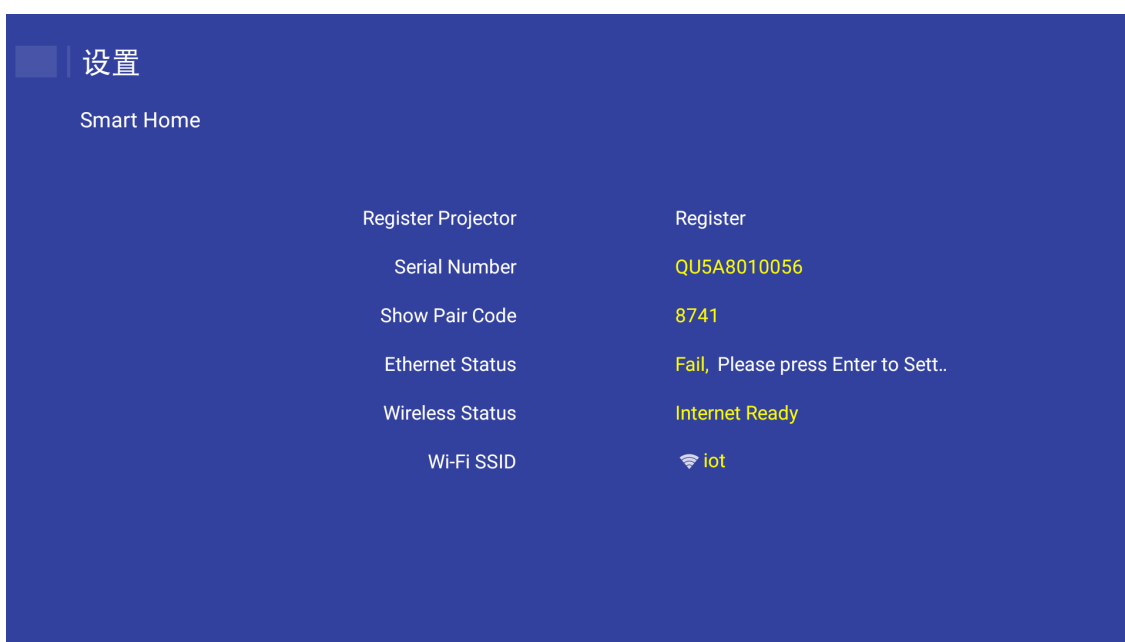 设置
Smart Home
Register Projector Register
Serial Number QU5A8010056
Show Pair Code 8741
Ethernet Status Fail, Please press Enter to Sett..
Wireless Status Internet Ready
Wi-Fi SSID iot